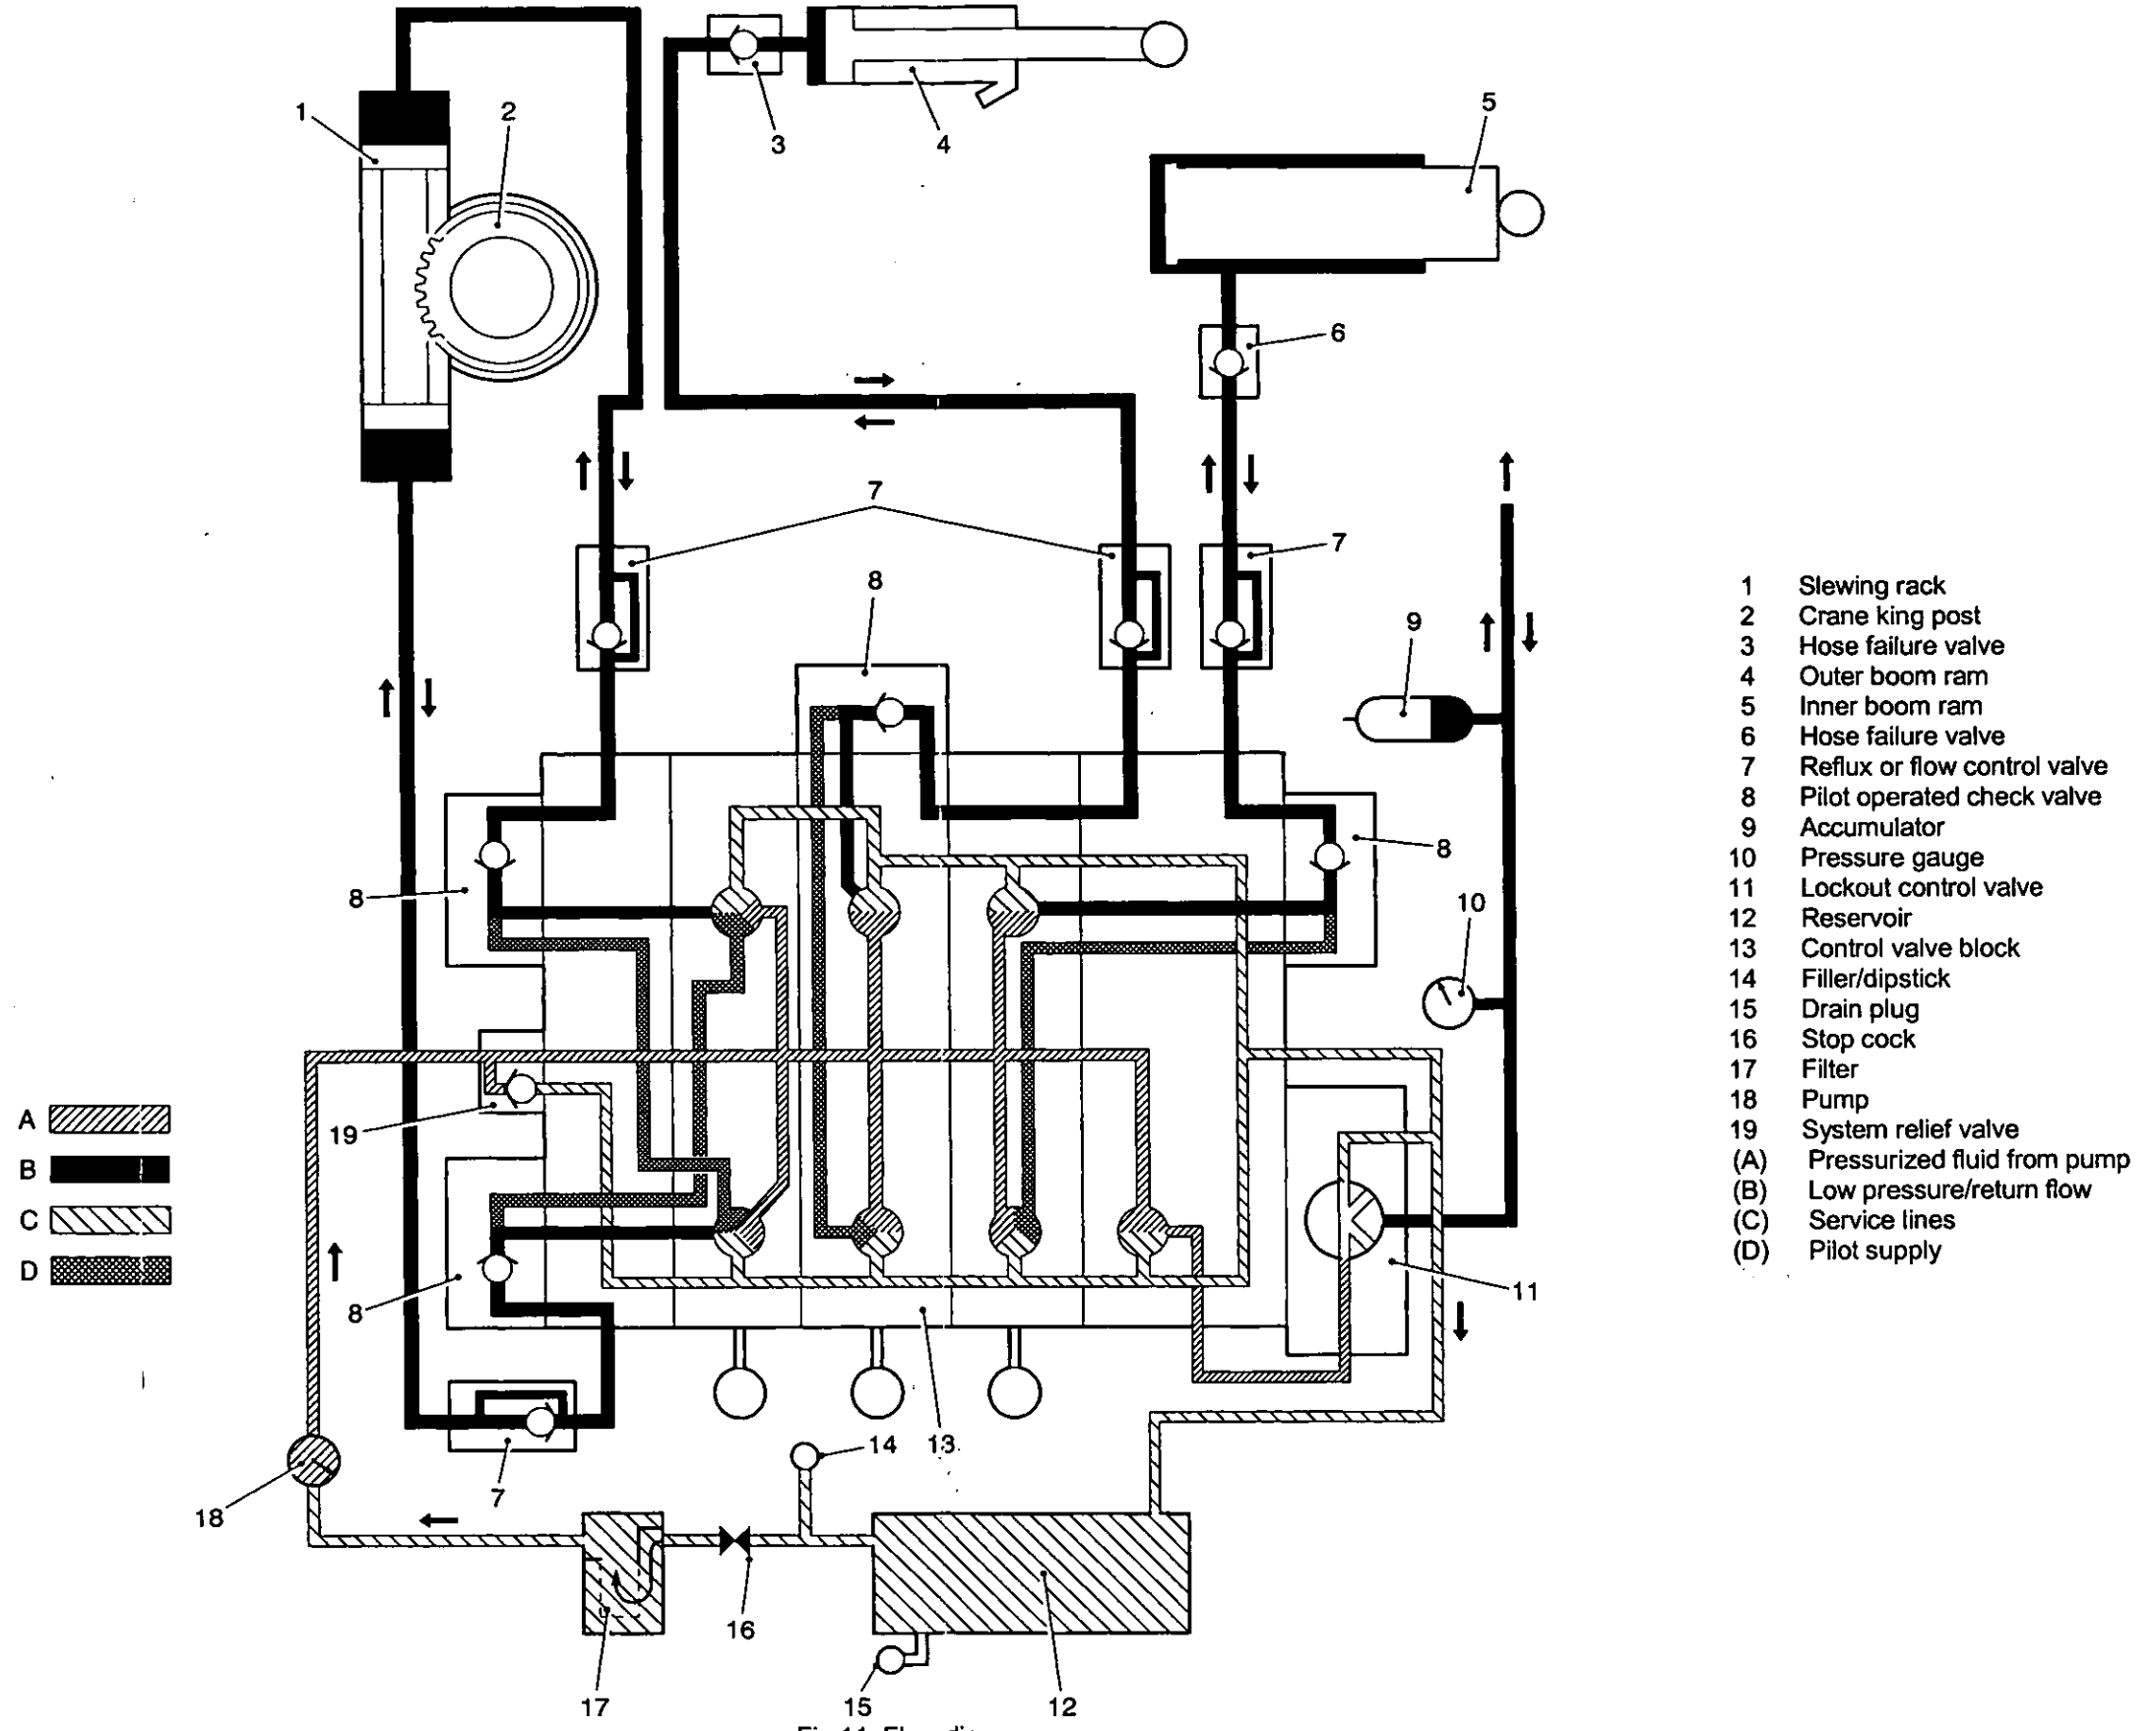 1
2
3
4
5
6
7
7
8
9
8
8
10
A
19
B
C
D
8
11
14
13
7
18
16
17
15
12
1 Slewing rack
2 Crane king post
3 Hose failure valve
4 Outer boom ram
5 Inner boom ram
6 Hose failure valve
7 Reflux or flow control valve
8 Pilot operated check valve
9 Accumulator
10 Pressure gauge
11 Lockout control valve
12 Reservoir
13 Control valve block
14 Filler/dipstick
15 Drain plug
16 Stop cock
17 Filter
18 Pump
19 System relief valve
(A) Pressurized fluid from pump
(B) Low pressure/return flow
(C) Service lines
(D) Pilot supply